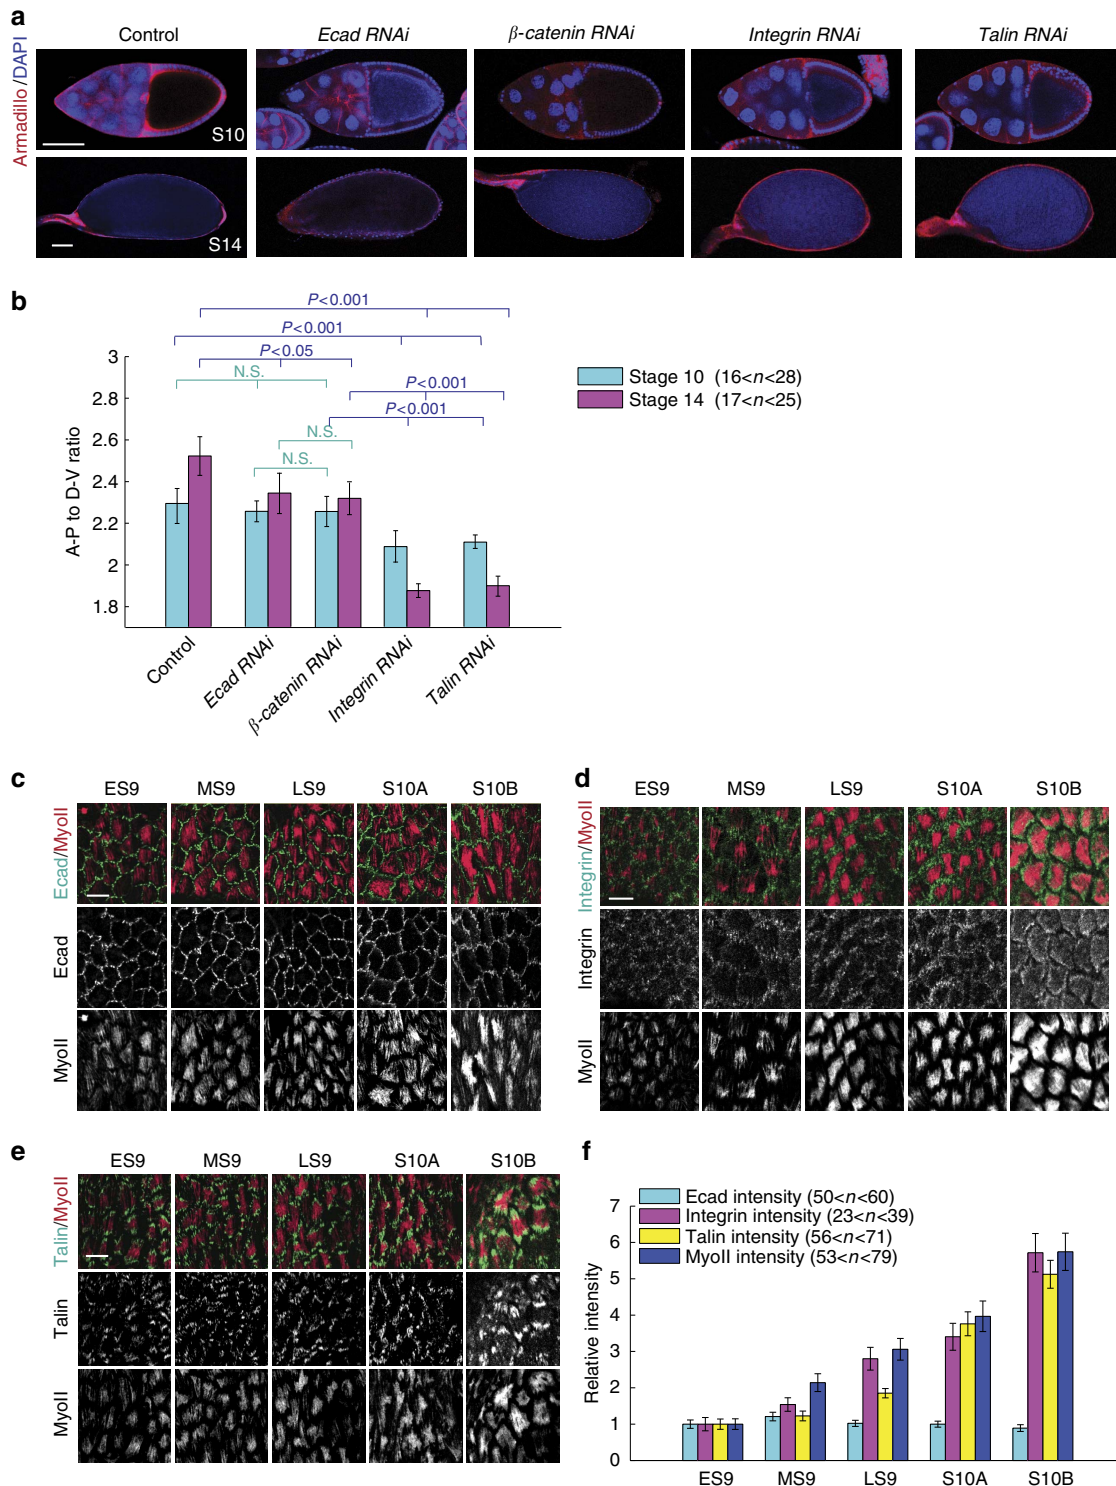 a
Control
Ecad RNAi
β-catenin RNAi
Integrin RNAi
Talin RNAi
Armadillo/DAPI
S10
S14
b
P<0.001
P<0.001
P<0.05
N.S.
P<0.001
P<0.001
N.S.
N.S.
Stage 10 (16<n<28)
Stage 14 (17<n<25)
A-P to D-V ratio
3
2.8
2.6
2.4
2.2
2
1.8
Control
Ecad RNAi
β-catenin RNAi
Integrin RNAi
Talin RNAi
c
ES9
MS9
LS9
S10A
S10B
Ecad/MyoII
Ecad
MyoII
d
ES9
MS9
LS9
S10A
S10B
Integrin/MyoII
Integrin
MyoII
e
ES9
MS9
LS9
S10A
S10B
Talin/MyoII
Talin
MyoII
f
Ecad intensity (50<n<60)
Integrin intensity (23<n<39)
Talin intensity (56<n<71)
MyoII intensity (53<n<79)
Relative intensity
7
6
5
4
3
2
1
0
ES9
MS9
LS9
S10A
S10B